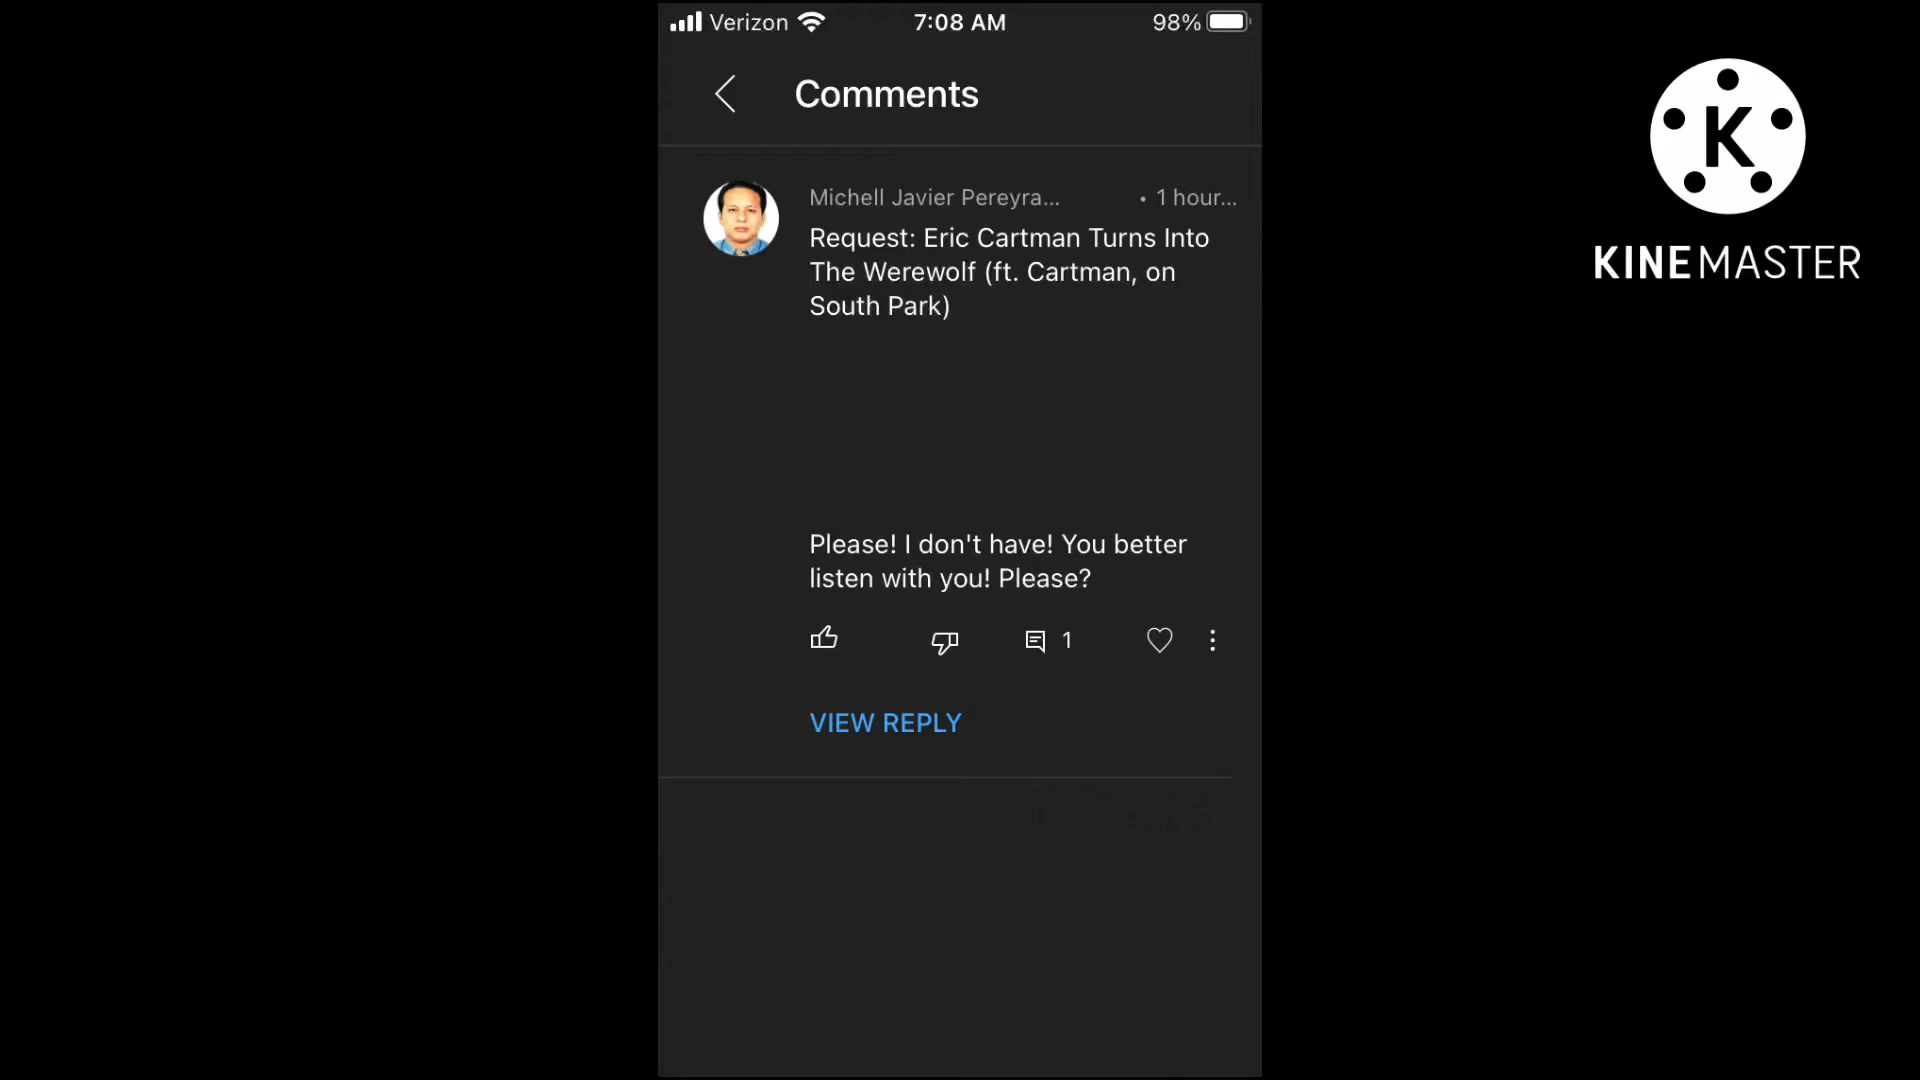 Verizon 7:08 AM 98%
Comments
Michell Javier Pereyra... • 1 hour...
Request: Eric Cartman Turns Into
The Werewolf (ft. Cartman, on
South Park)
Please! I don't have! You better
listen with you! Please?
1
VIEW REPLY
K
KINEMASTER